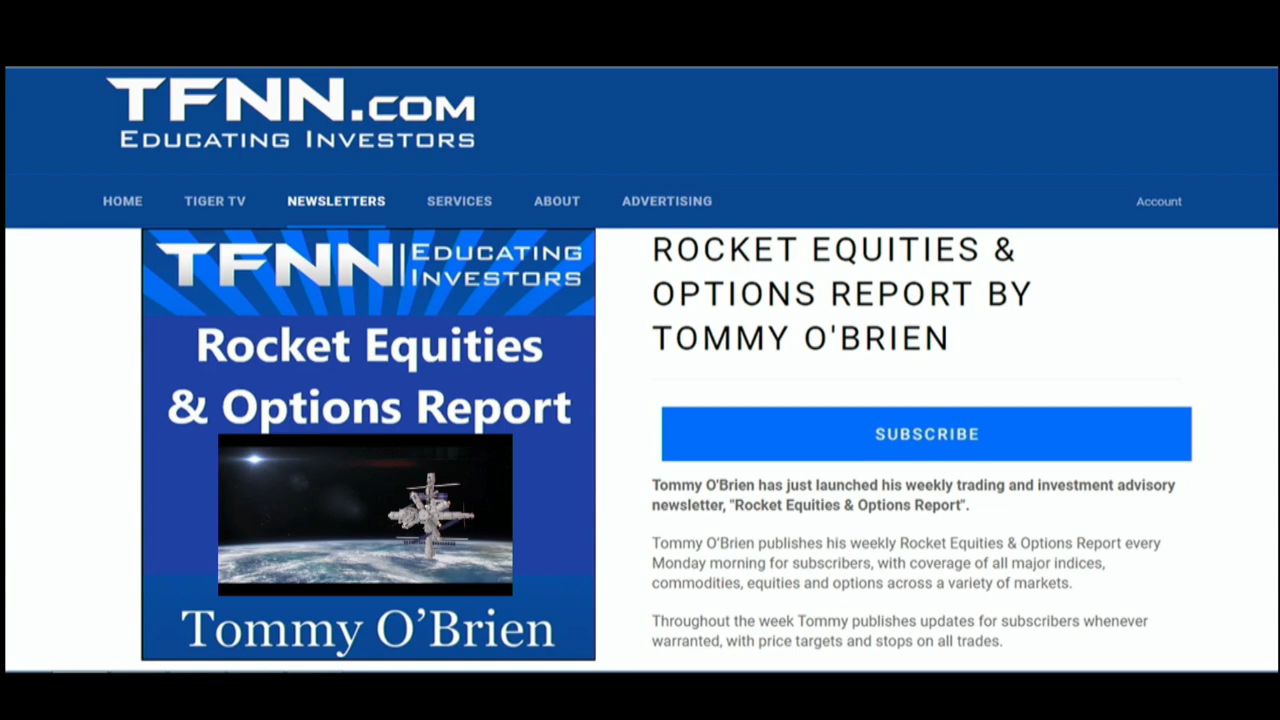 TFNN.COM
EDUCATING INVESTORS
HOME TIGER TV NEWSLETTERS SERVICES ABOUT ADVERTISING Account
TFNN EDUCATING
INVESTORS
Rocket Equities
& Options Report
Tommy O’Brien
ROCKET EQUITIES &
OPTIONS REPORT BY
TOMMY O'BRIEN
SUBSCRIBE
Tommy O'Brien has just launched his weekly trading and investment advisory
newsletter, "Rocket Equities & Options Report".
Tommy O’Brien publishes his weekly Rocket Equities & Options Report every
Monday morning for subscribers, with coverage of all major indices,
commodities, equities and options across a variety of markets.
Throughout the week Tommy publishes updates for subscribers whenever
warranted, with price targets and stops on all trades.